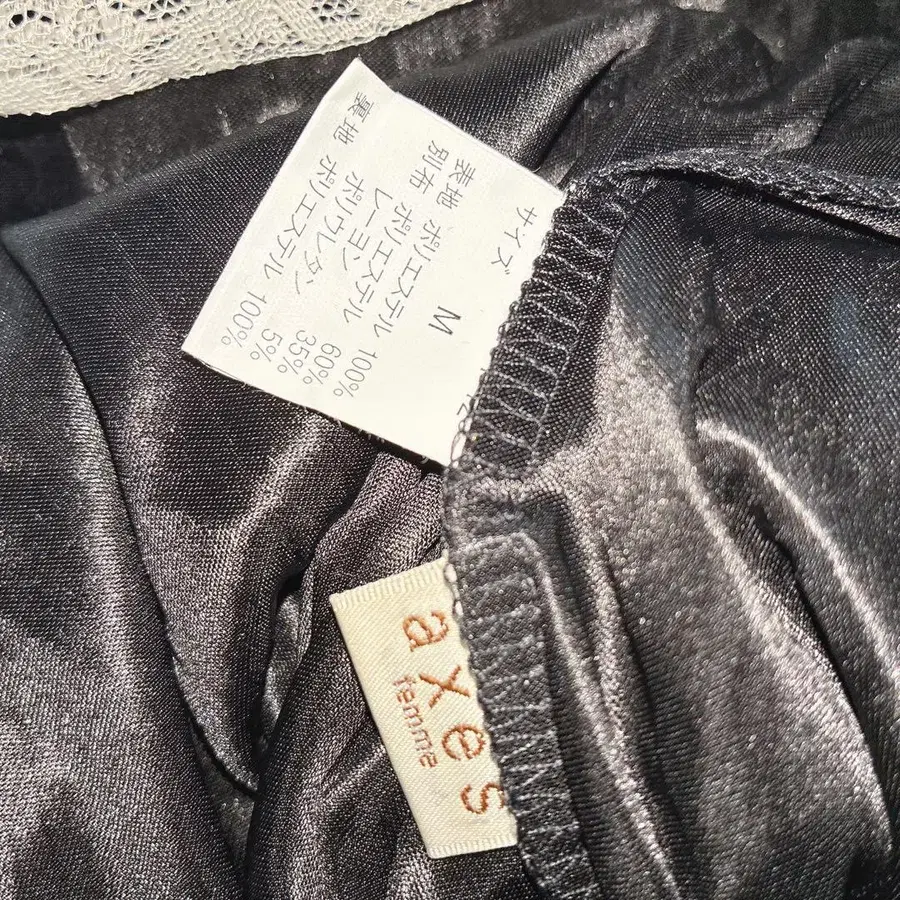 サイズ M
表地 ポリエステル 100%
別布 ポリエステル 60%
レーヨン 35%
ポリウレタン 5%
裏地 ポリエステル 100%
axes
femme